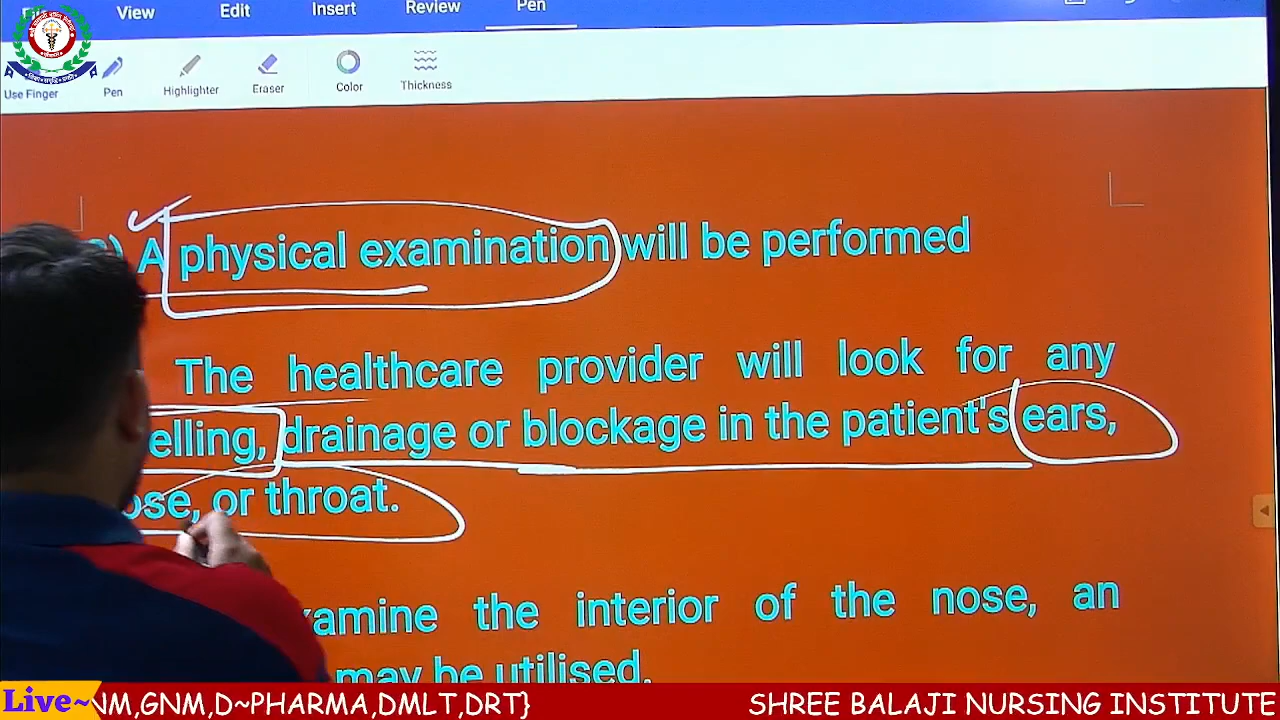 View Edit Insert Review Pen
Use Finger Pen Highlighter Eraser Color Thickness
A physical examination will be performed
The healthcare provider will look for any
elling, drainage or blockage in the patient's ears,
ose, or throat.
xamine the interior of the nose, an
may be utilised.
Live~ NM,GNM,D~PHARMA,DMLT,DRT} SHREE BALAJI NURSING INSTITUTE